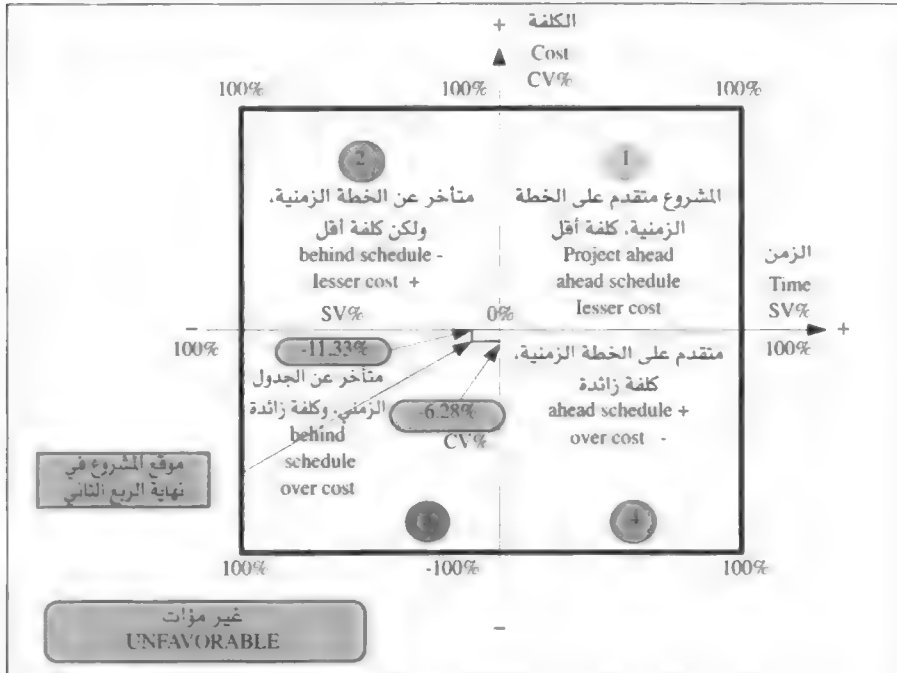 + الكلفة
Cost
CV%
100%
100%
100%
2
متأخر عن الخطة الزمنية،
ولكن كلفة أقل
behind schedule -
lesser cost +
1
المشروع متقدم على الخطة
الزمنية، كلفة أقل
Project ahead
ahead schedule
lesser cost
الزمن
Time
SV%
+
100%
SV%
0%
–
100%
-11.33%
متأخر عن الجدول
الزمني، وكلفة زائدة
behind
schedule
over cost
-6.28%
CV%
متقدم على الخطة الزمنية،
كلفة زائدة
ahead schedule +
over cost -
موقع المشروع في
نهاية الربع الثاني
3
4
100%
-100%
100%
غير مؤات
UNFAVORABLE
–